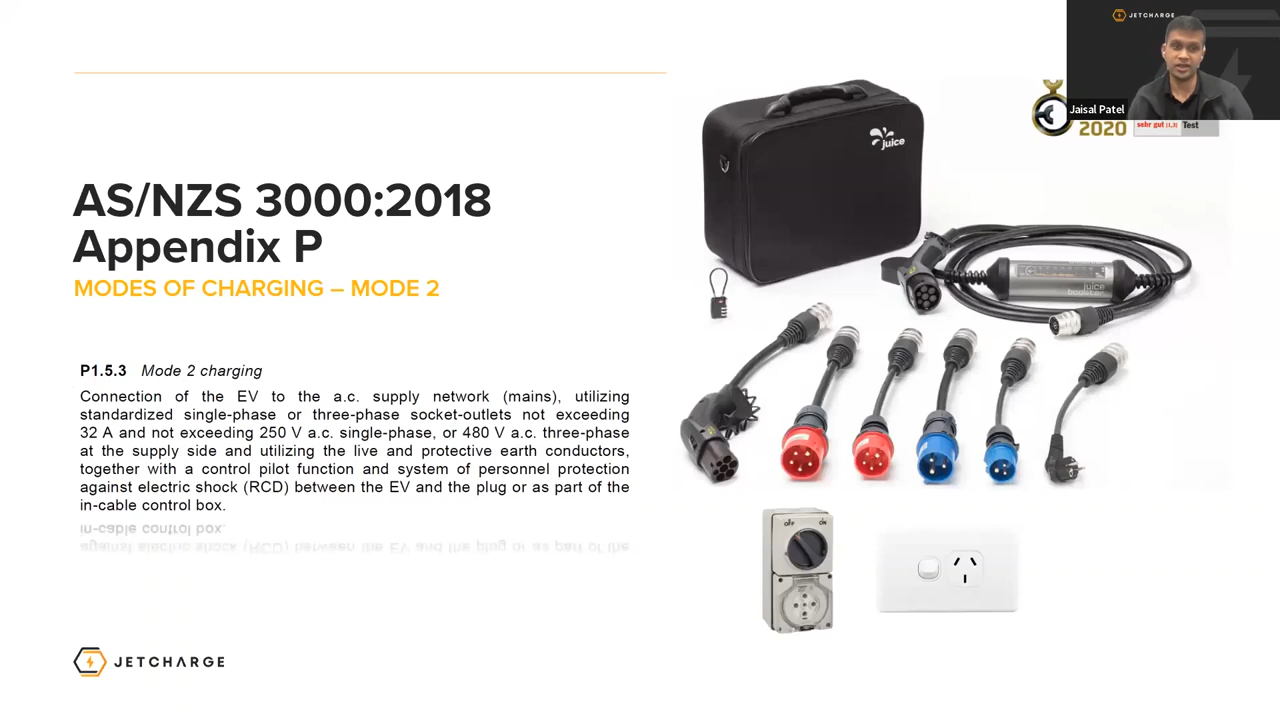 JETCHARGE
Jaisal Patel
2020
sehr gut [1,3] Test
AS/NZS 3000:2018
Appendix P
MODES OF CHARGING – MODE 2
P1.5.3 Mode 2 charging
Connection of the EV to the a.c. supply network (mains), utilizing
standardized single-phase or three-phase socket-outlets not exceeding
32 A and not exceeding 250 V a.c. single-phase, or 480 V a.c. three-phase
at the supply side and utilizing the live and protective earth conductors,
together with a control pilot function and system of personnel protection
against electric shock (RCD) between the EV and the plug or as part of the
in-cable control box.
juice
juice
booster
OFF ON
JETCHARGE